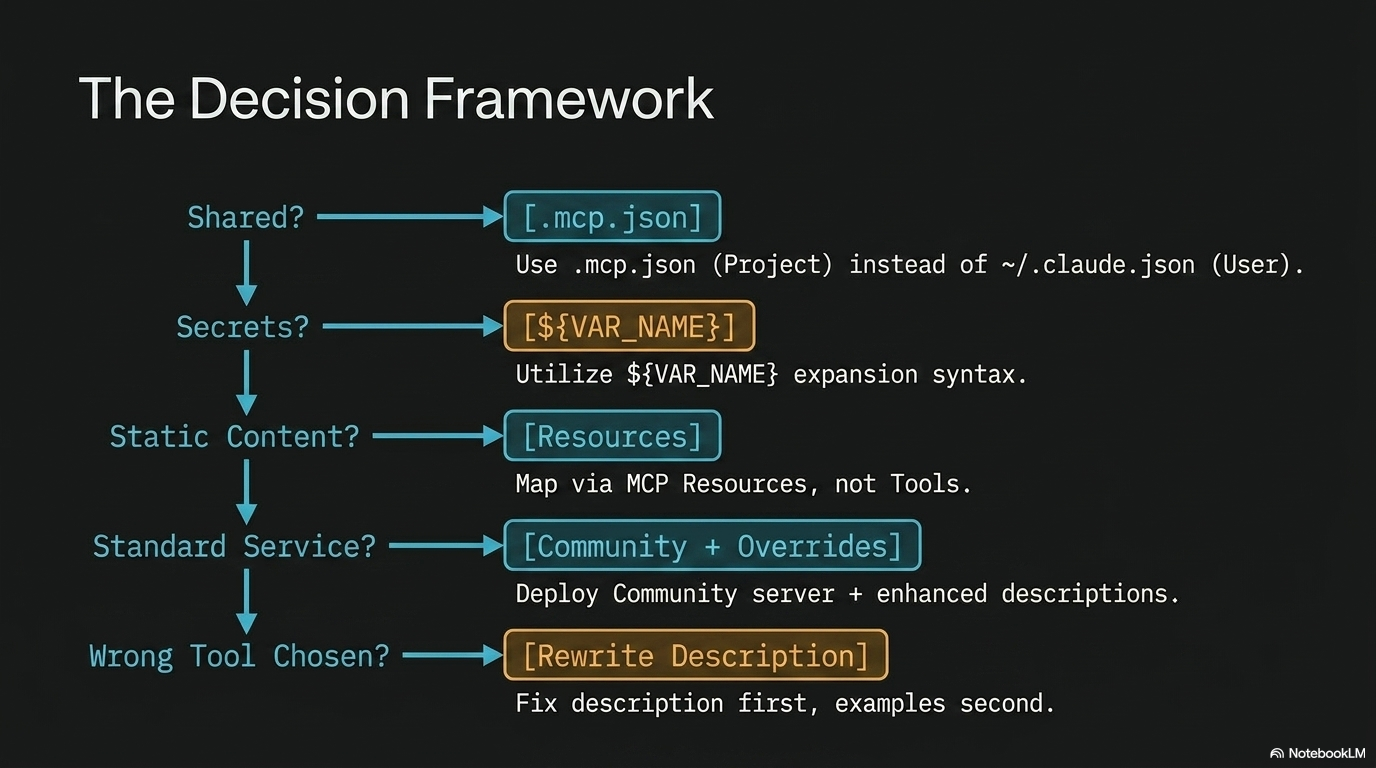 The Decision Framework
Shared?
[.mcp.json]
Use .mcp.json (Project) instead of ~/.claude.json (User).
Secrets?
[${VAR_NAME}]
Utilize ${VAR_NAME} expansion syntax.
Static Content?
[Resources]
Map via MCP Resources, not Tools.
Standard Service?
[Community + Overrides]
Deploy Community server + enhanced descriptions.
Wrong Tool Chosen?
[Rewrite Description]
Fix description first, examples second.
NotebookLM